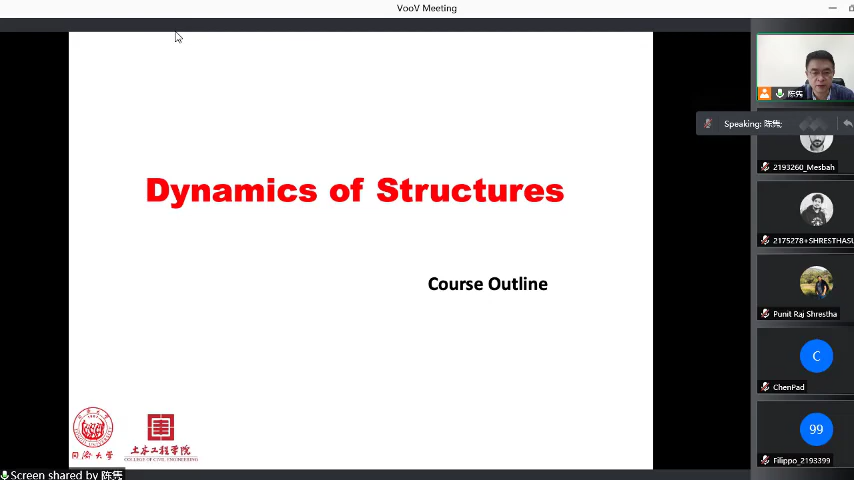 VooV Meeting
Dynamics of Structures
Course Outline
同济大学
土木工程学院
COLLEGE OF CIVIL ENGINEERING
Screen shared by 陈隽
陈隽
Speaking: 陈隽;
2193260_Mesbah
2175278+SHRESTHASU
Punit Raj Shrestha
C
ChenPad
99
Filippo_2193399